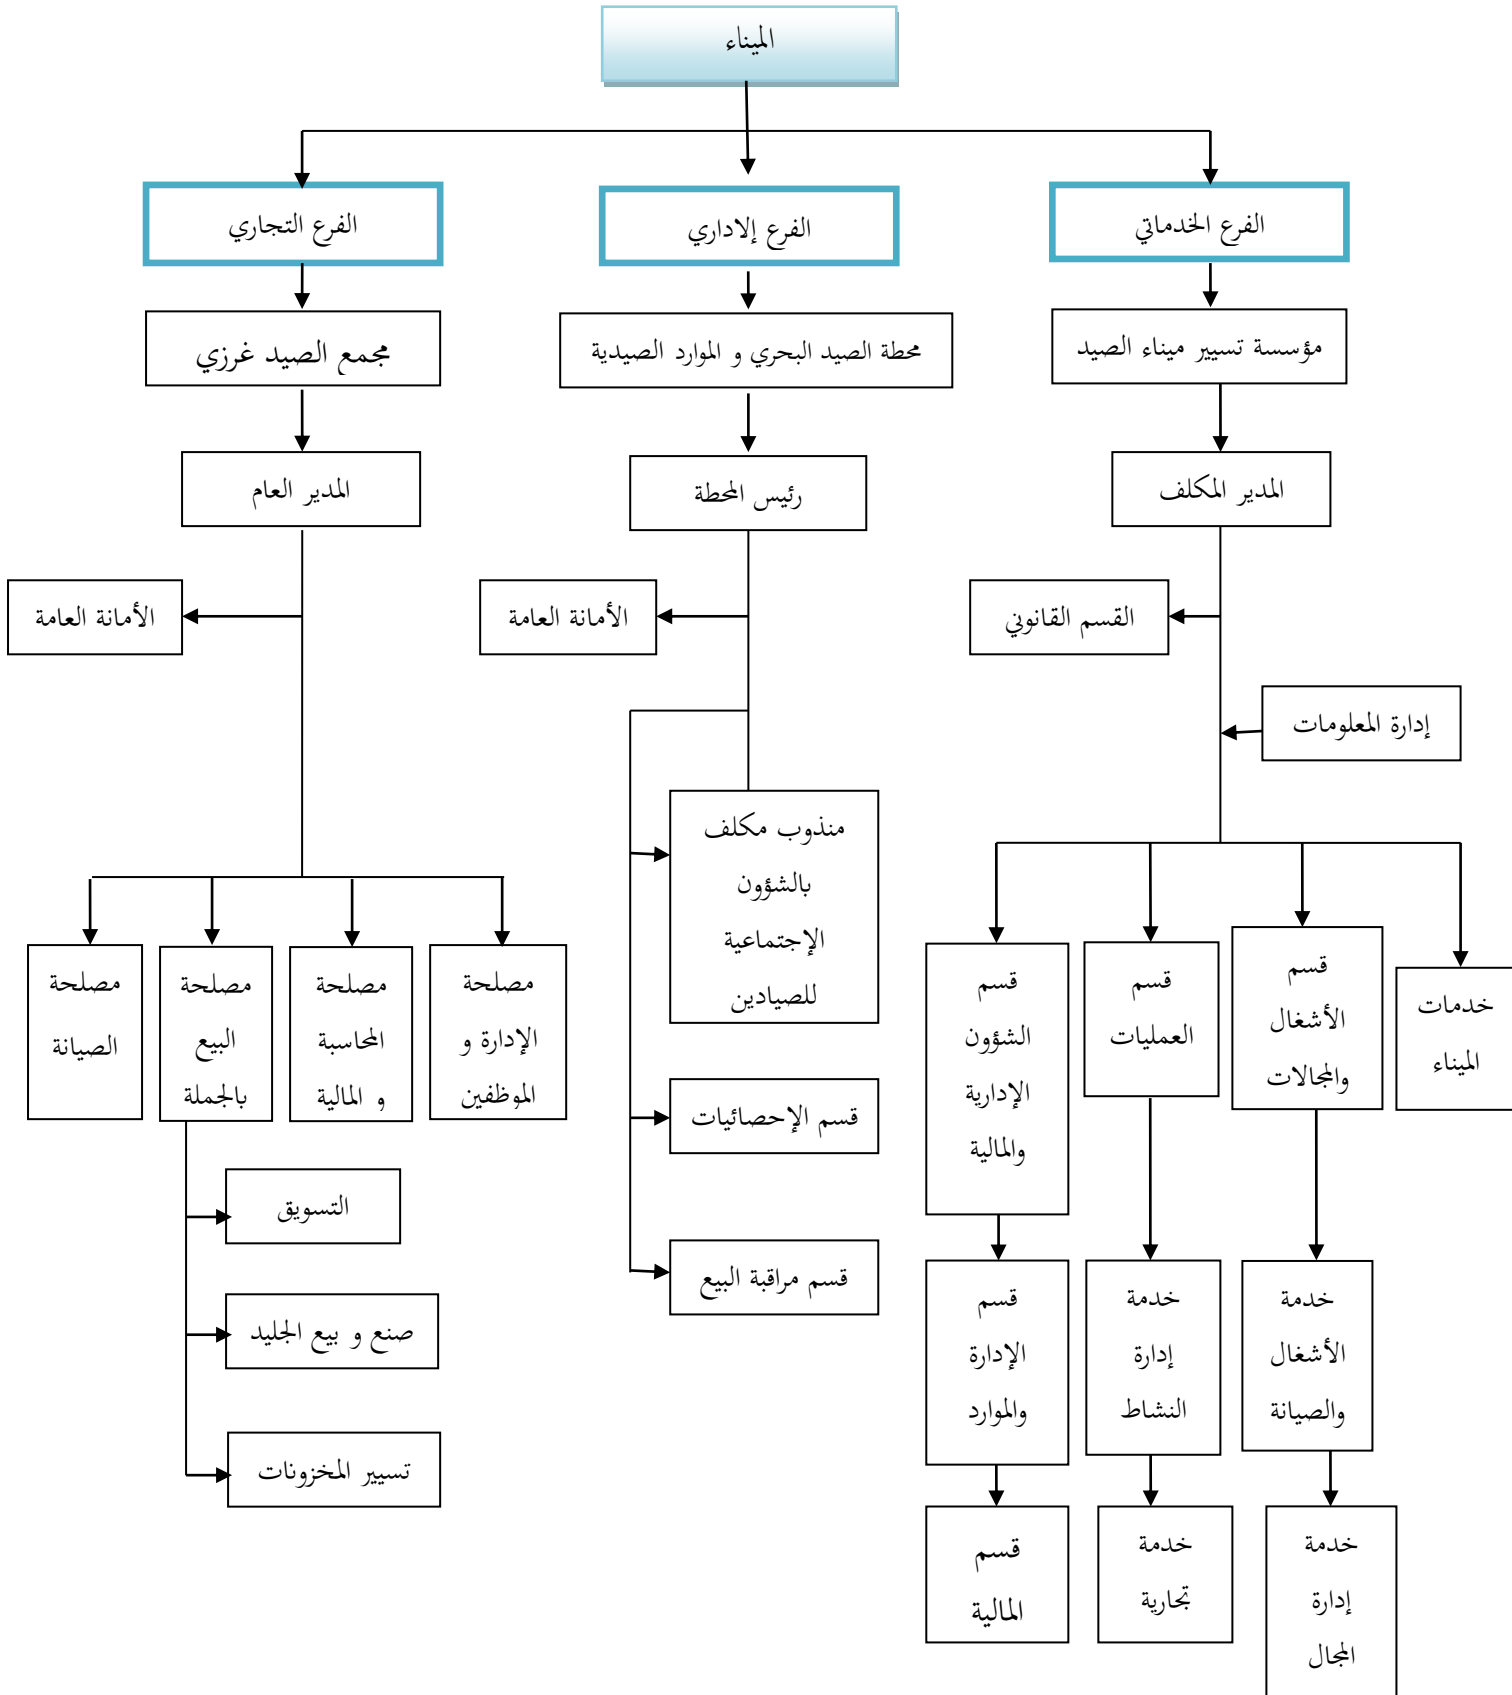 الميناء
الفرع الخدماتي
الفرع إلاداري
الفرع التجاري
مؤسسة تسيير ميناء الصيد
محطة الصيد البحري و الموارد الصيدية
مجمع الصيد غرزي
المدير المكلف
رئيس المحطة
المدير العام
القسم القانوني
الأمانة العامة
الأمانة العامة
إدارة المعلومات
خدمات
الميناء
قسم
الأشغال
والمجالات
قسم
العمليات
قسم
الشؤون
الإدارية
والمالية
خدمة
الأشغال
والصيانة
خدمة
إدارة
النشاط
قسم
الإدارة
والموارد
خدمة
إدارة
المجال
خدمة
تجارية
قسم
المالية
منذوب مكلف
بالشؤون
الإجتماعية
للصيادين
قسم الإحصائيات
قسم مراقبة البيع
مصلحة
الإدارة و
الموظفين
مصلحة
المحاسبة
و المالية
مصلحة
البيع
بالجملة
مصلحة
الصيانة
التسويق
صنع و بيع الجليد
تسيير المخزونات